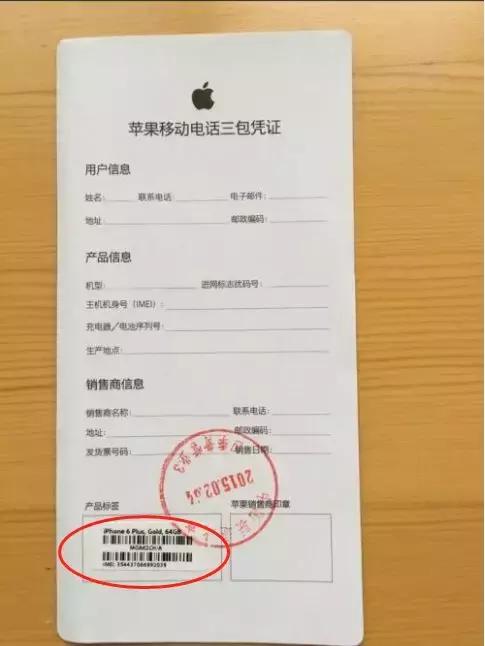 苹果移动电话三包凭证
用户信息
姓名: 联系电话: 电子邮件:
地址: 邮政编码:
产品信息
机型: 进网标志扰码号:
主机机身号 (IMEI) :
充电器/电池序列号:
生产地点:
销售商信息
销售商名称: 联系电话:
地址: 邮政编码:
发货票号码: 销售日期:
2015.02.04
产品标签 苹果销售商印章
iPhone 6 Plus, Gold, 64GB